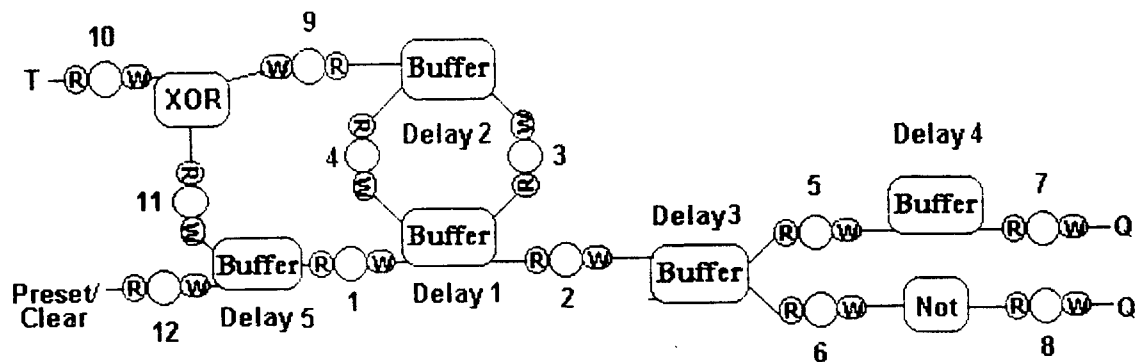 10
9
T
R
W
W
R
Buffer
XOR
Delay 2
R
W
4
3
W
R
Delay 4
R
11
W
Delay3
5
7
Buffer
R
W
R
W
Q
Buffer
R
W
Buffer
R
W
Buffer
Preset/
Clear
R
W
1
Delay 1
2
R
W
Not
R
W
Q
12
Delay 5
6
8